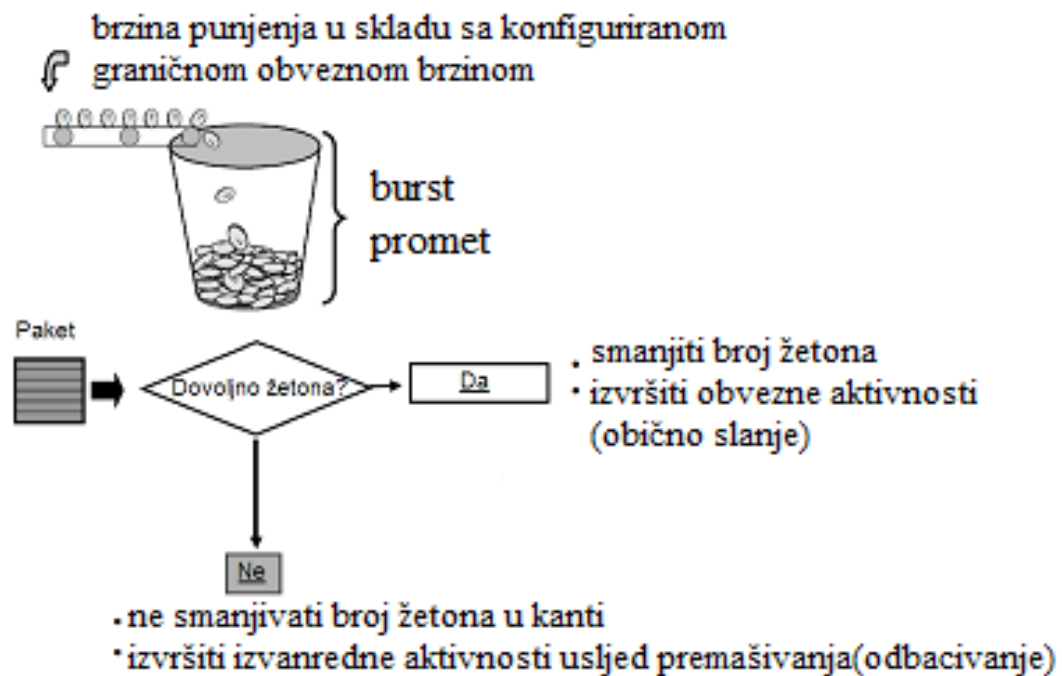 brzina punjenja u skladu sa konfiguriranom
graničnom obveznom brzinom
burst
promet
Paket
Dovoljno žetona?
Da
· smanjiti broj žetona
· izvršiti obvezne aktivnosti
(obično slanje)
Ne
· ne smanjivati broj žetona u kanti
· izvršiti izvanredne aktivnosti usljed premašivanja(odbacivanje)